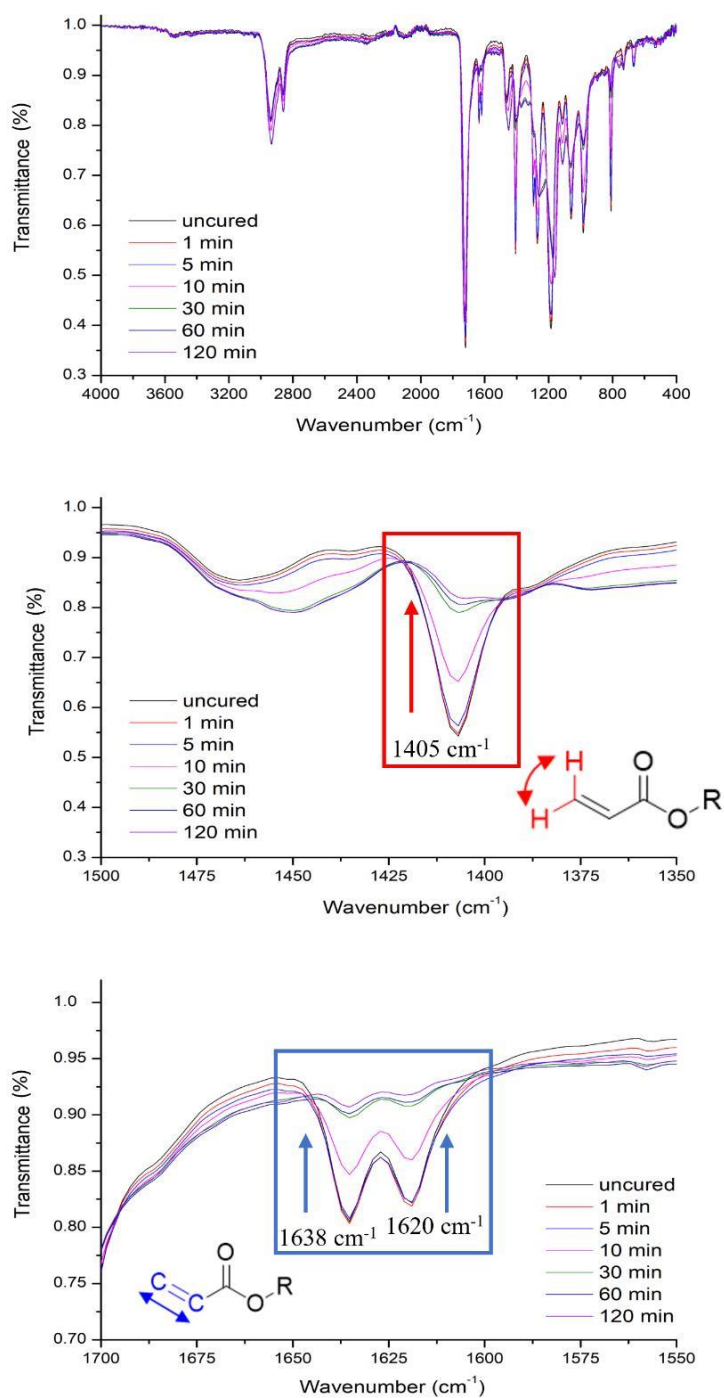 1.0
0.9
0.8
0.7
0.6
0.5
0.4
0.3
Transmittance (%)
uncured
1 min
5 min
10 min
30 min
60 min
120 min
4000 3600 3200 2800 2400 2000 1600 1200 800 400
Wavenumber (cm⁻¹)
1.0
0.9
0.8
0.7
0.6
0.5
0.4
0.3
Transmittance (%)
uncured
1 min
5 min
10 min
30 min
60 min
120 min
1405 cm⁻¹
H O
H O R
1500 1475 1450 1425 1400 1375 1350
Wavenumber (cm⁻¹)
1.0
0.95
0.90
0.85
0.80
0.75
0.70
Transmittance (%)
1638 cm⁻¹ 1620 cm⁻¹
O
C C O R
uncured
1 min
5 min
10 min
30 min
60 min
120 min
1700 1675 1650 1625 1600 1575 1550
Wavenumber (cm⁻¹)